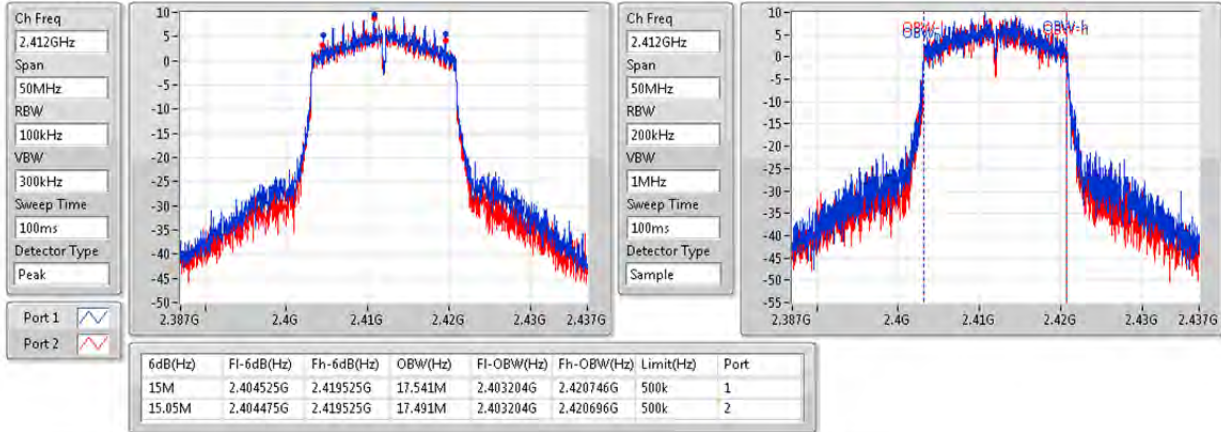 Ch Freq
2.412GHz
Span
50MHz
RBW
100kHz
VBW
300kHz
Sweep Time
100ms
Detector Type
Peak
Port 1
Port 2
10
5
0
-5
-10
-15
-20
-25
-30
-35
-40
-45
-50
2.387G 2.4G 2.41G 2.42G 2.43G 2.437G
Ch Freq
2.412GHz
Span
50MHz
RBW
200kHz
VBW
1MHz
Sweep Time
100ms
Detector Type
Sample
10
5
0
-5
-10
-15
-20
-25
-30
-35
-40
-45
-50
-55
OBW-l OBW-h
2.387G 2.4G 2.41G 2.42G 2.43G 2.437G
6dB(Hz) Fl-6dB(Hz) Fh-6dB(Hz) OBW(Hz) Fl-OBW(Hz) Fh-OBW(Hz) Limit(Hz) Port
15M 2.404525G 2.419525G 17.541M 2.403204G 2.420746G 500k 1
15.05M 2.404475G 2.419525G 17.491M 2.403204G 2.420696G 500k 2